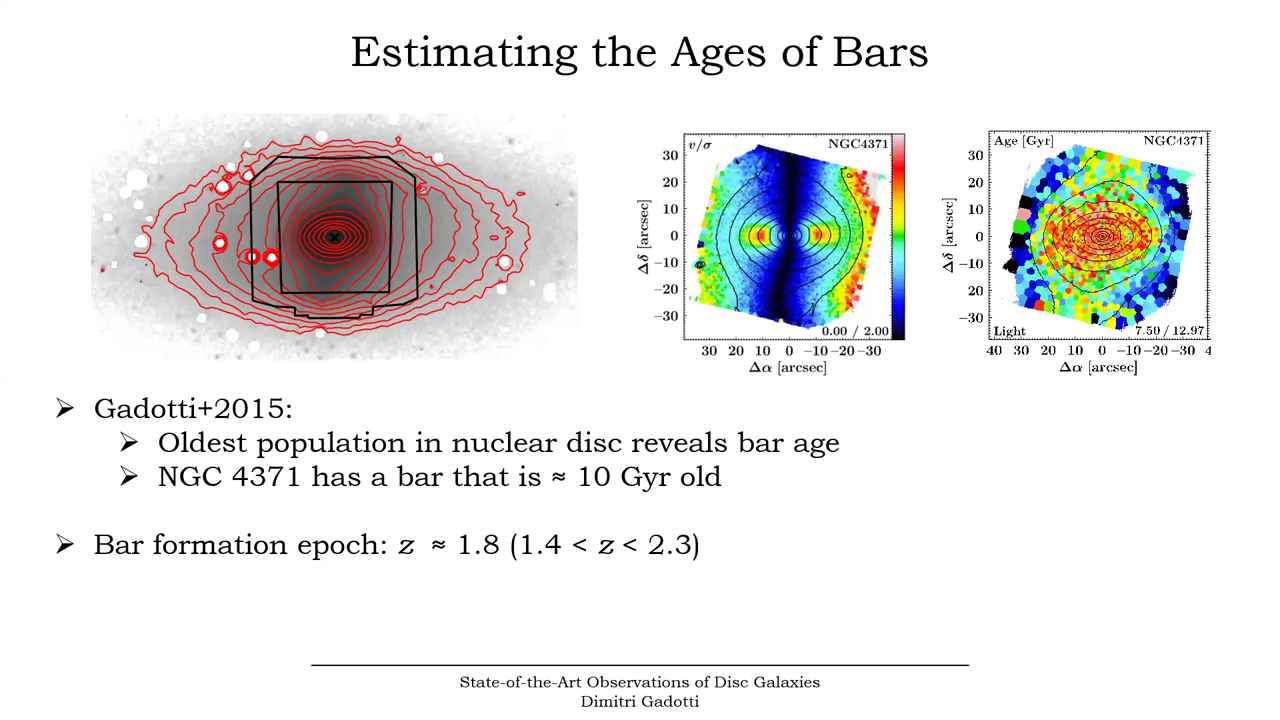 Estimating the Ages of Bars
v/σ NGC4371
30
20
10
0
−10
−20
−30
Δδ [arcsec]
0.00 / 2.00
30 20 10 0 −10 −20 −30
Δα [arcsec]
Age [Gyr] NGC4371
30
20
10
0
−10
20
−30
Δδ [arcsec]
Light 7.50 / 12.97
40 30 20 10 0 −10 −20 −30 4
Δα [arcsec]
➢ Gadotti+2015:
➢ Oldest population in nuclear disc reveals bar age
➢ NGC 4371 has a bar that is ≈ 10 Gyr old
➢ Bar formation epoch: z ≈ 1.8 (1.4 < z < 2.3)
State-of-the-Art Observations of Disc Galaxies
Dimitri Gadotti